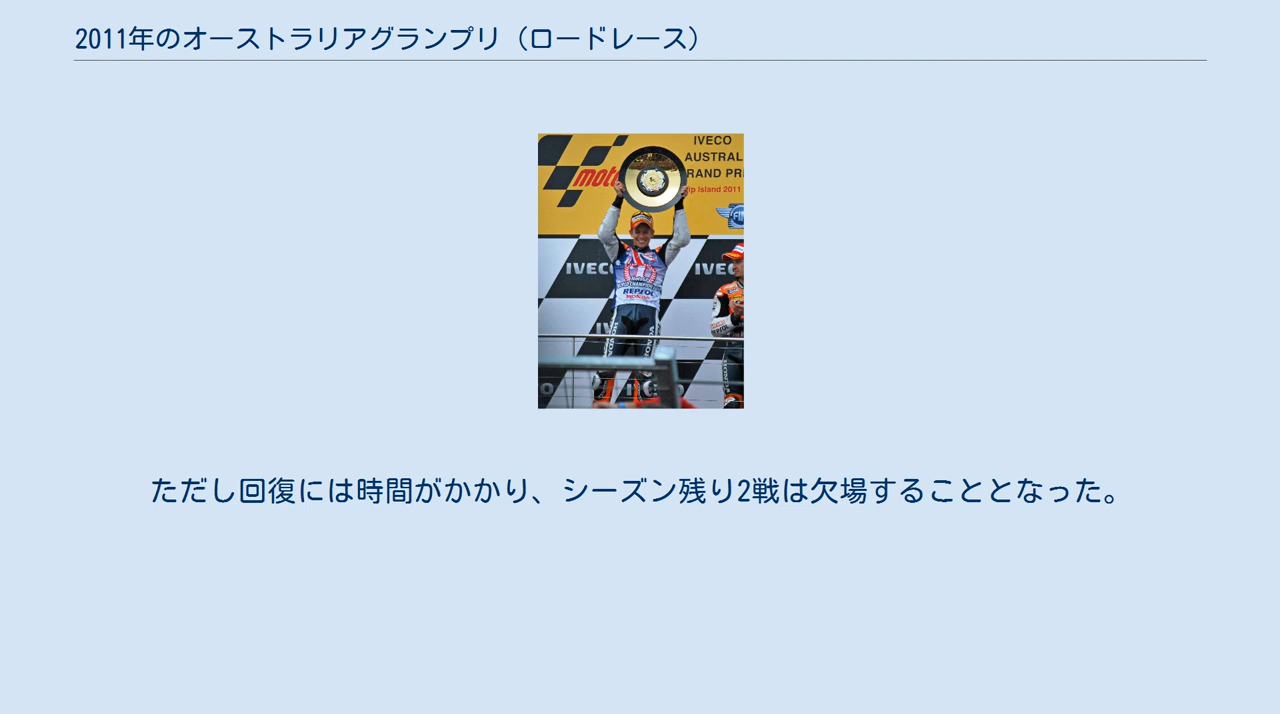 2011年のオーストラリアグランプリ（ロードレース）
IVECO
AUSTRAL
RAND PRI
ip Island 2011
moto
IVECO
IVEC
REPSOL
HONDA
ただし回復には時間がかかり、シーズン残り2戦は欠場することとなった。